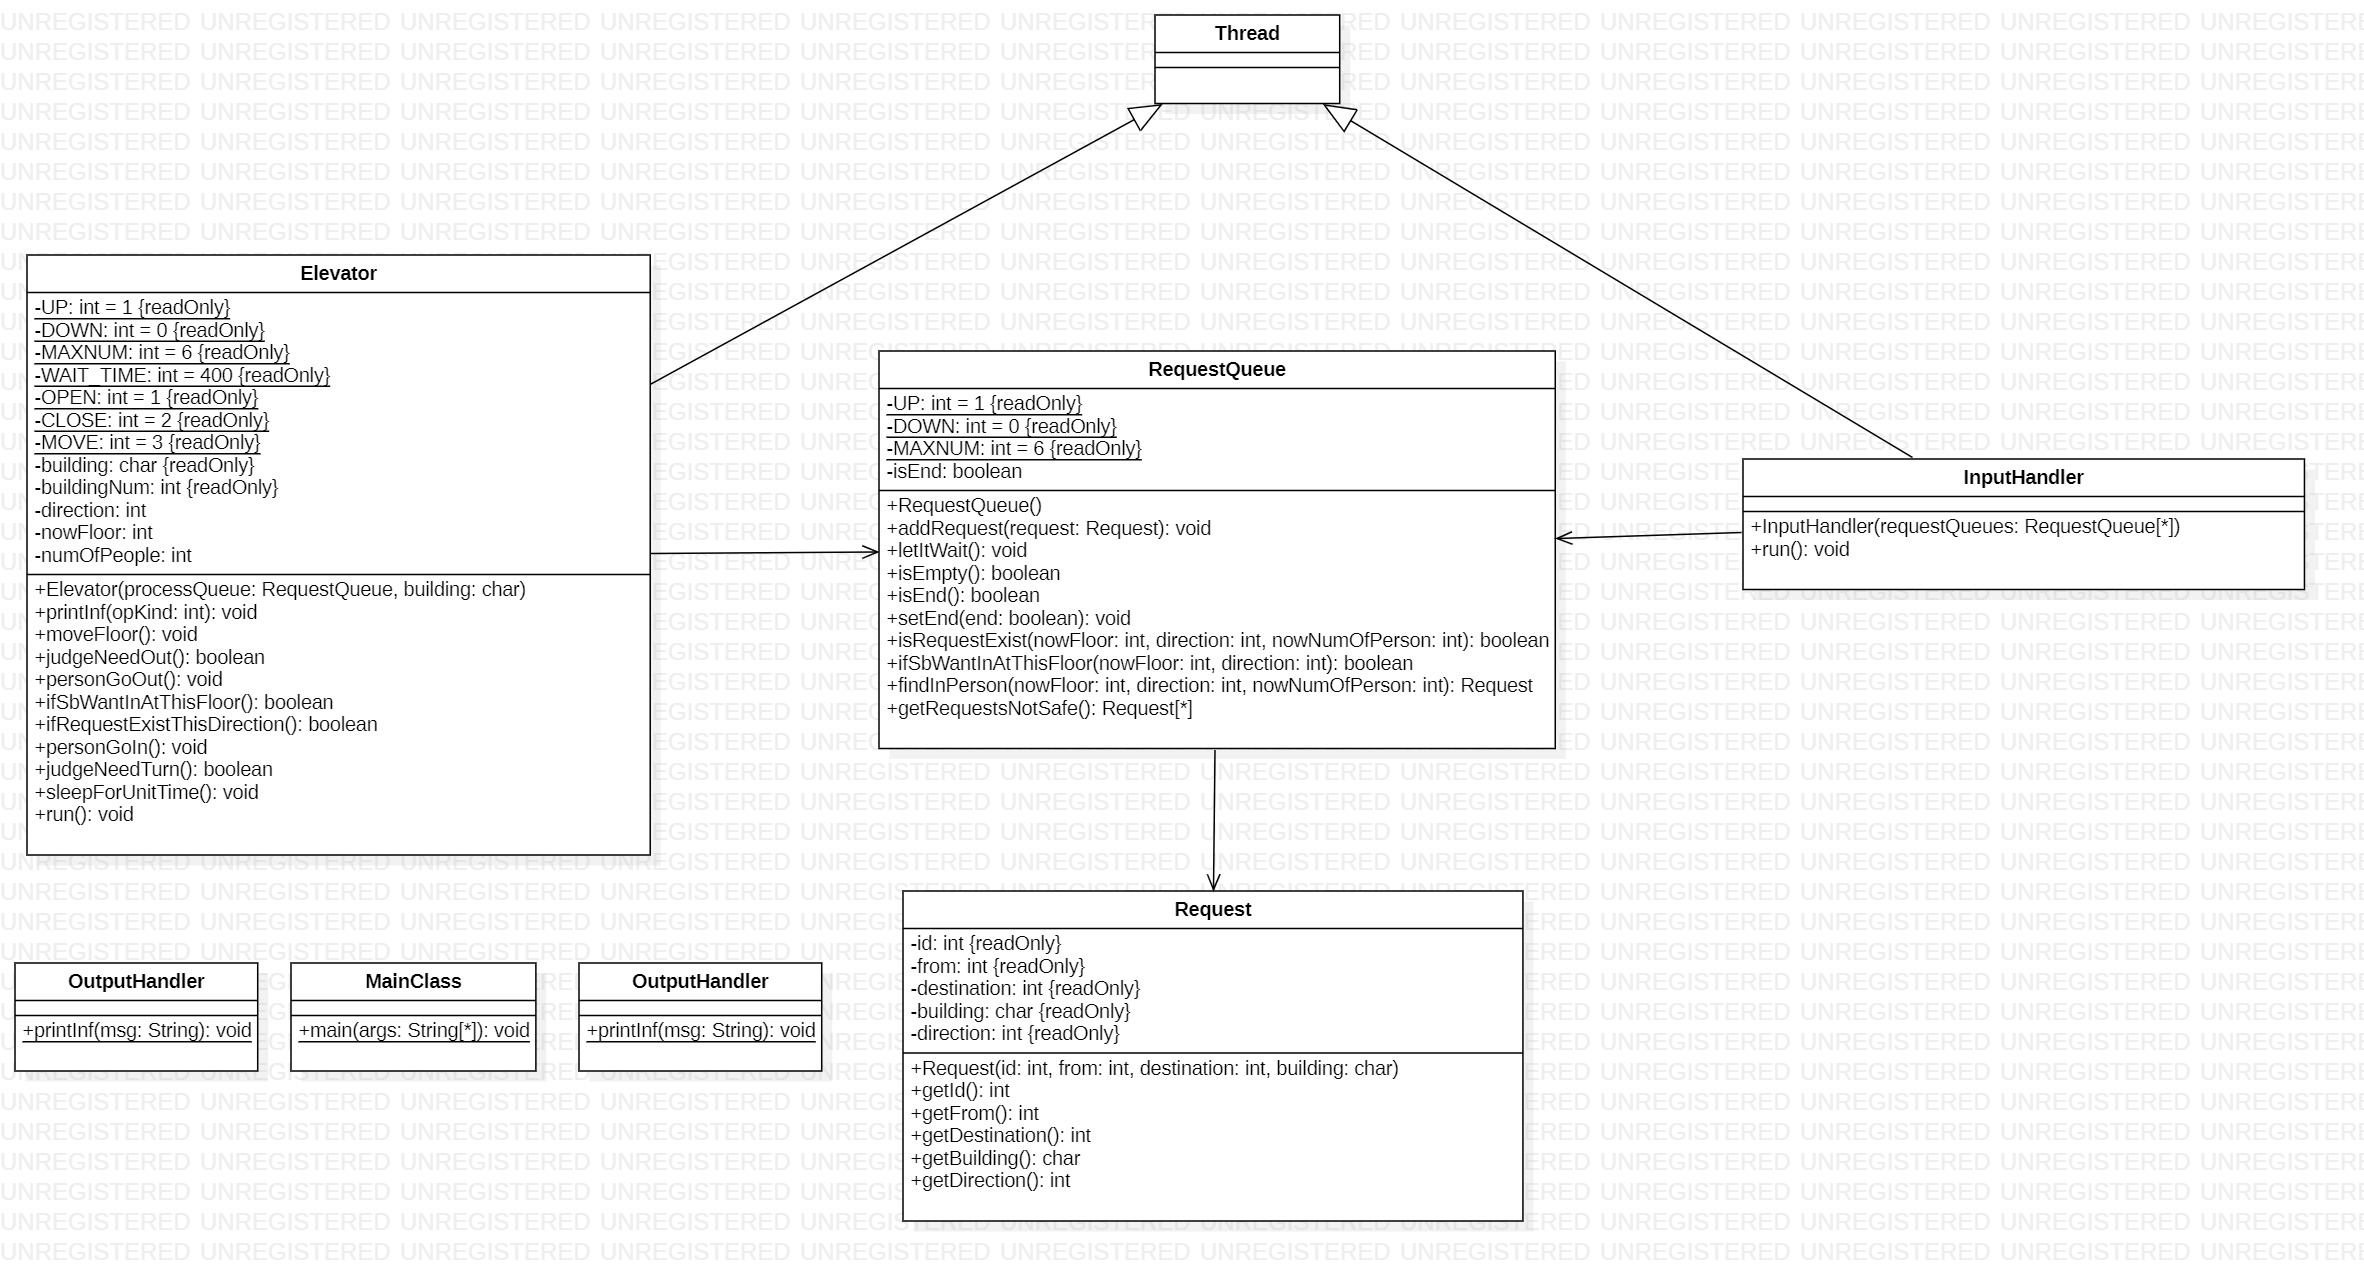 Thread
Elevator
-UP: int = 1 {readOnly}
-DOWN: int = 0 {readOnly}
-MAXNUM: int = 6 {readOnly}
-WAIT_TIME: int = 400 {readOnly}
-OPEN: int = 1 {readOnly}
-CLOSE: int = 2 {readOnly}
-MOVE: int = 3 {readOnly}
-building: char {readOnly}
-buildingNum: int {readOnly}
-direction: int
-nowFloor: int
-numOfPeople: int
+Elevator(processQueue: RequestQueue, building: char)
+printInf(opKind: int): void
+moveFloor(): void
+judgeNeedOut(): boolean
+personGoOut(): void
+ifSbWantInAtThisFloor(): boolean
+ifRequestExistThisDirection(): boolean
+personGoIn(): void
+judgeNeedTurn(): boolean
+sleepForUnitTime(): void
+run(): void
RequestQueue
-UP: int = 1 {readOnly}
-DOWN: int = 0 {readOnly}
-MAXNUM: int = 6 {readOnly}
-isEnd: boolean
+RequestQueue()
+addRequest(request: Request): void
+letItWait(): void
+isEmpty(): boolean
+isEnd(): boolean
+setEnd(end: boolean): void
+isRequestExist(nowFloor: int, direction: int, nowNumOfPerson: int): boolean
+ifSbWantInAtThisFloor(nowFloor: int, direction: int): boolean
+findInPerson(nowFloor: int, direction: int, nowNumOfPerson: int): Request
+getRequestsNotSafe(): Request[*]
InputHandler
+InputHandler(requestQueues: RequestQueue[*])
+run(): void
OutputHandler
+printInf(msg: String): void
MainClass
+main(args: String[*]): void
OutputHandler
+printInf(msg: String): void
Request
-id: int {readOnly}
-from: int {readOnly}
-destination: int {readOnly}
-building: char {readOnly}
-direction: int {readOnly}
+Request(id: int, from: int, destination: int, building: char)
+getId(): int
+getFrom(): int
+getDestination(): int
+getBuilding(): char
+getDirection(): int
UNREGISTERED